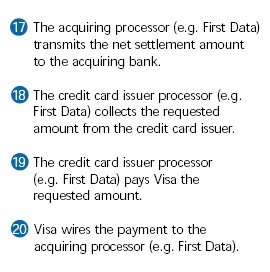 17 The acquiring processor (e.g. First Data)
transmits the net settlement amount
to the acquiring bank.
18 The credit card issuer processor (e.g.
First Data) collects the requested
amount from the credit card issuer.
19 The credit card issuer processor
(e.g. First Data) pays Visa the
requested amount.
20 Visa wires the payment to the
acquiring processor (e.g. First Data).